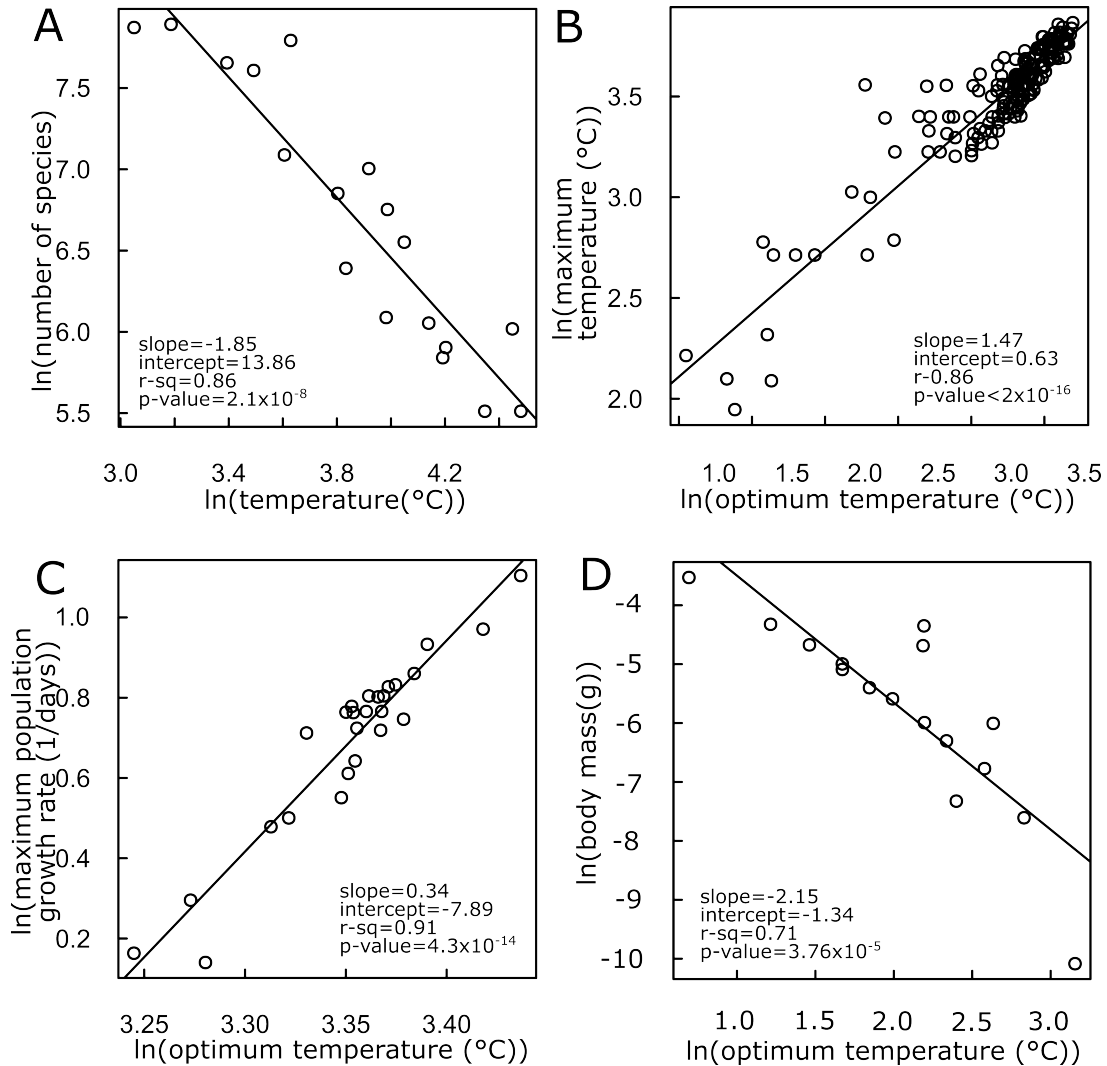 A
ln(number of species)
7.5
7.0
6.5
6.0
5.5
slope=-1.85
intercept=13.86
r-sq=0.86
p-value=2.1x10-8
3.0 3.4 3.8 4.2
ln(temperature(°C))
B
ln(maximum
temperature (°C))
3.5
3.0
2.5
2.0
slope=1.47
intercept=0.63
r-0.86
p-value<2x10-16
1.0 1.5 2.0 2.5 3.0 3.5
ln(optimum temperature (°C))
C
ln(maximum population
growth rate (1/days))
1.0
0.8
0.6
0.4
0.2
slope=0.34
intercept=-7.89
r-sq=0.91
p-value=4.3x10-14
3.25 3.30 3.35 3.40
ln(optimum temperature (°C))
D
ln(body mass(g))
-4
-5
-6
-7
-8
-9
-10
slope=-2.15
intercept=-1.34
r-sq=0.71
p-value=3.76x10-5
1.0 1.5 2.0 2.5 3.0
ln(optimum temperature (°C))